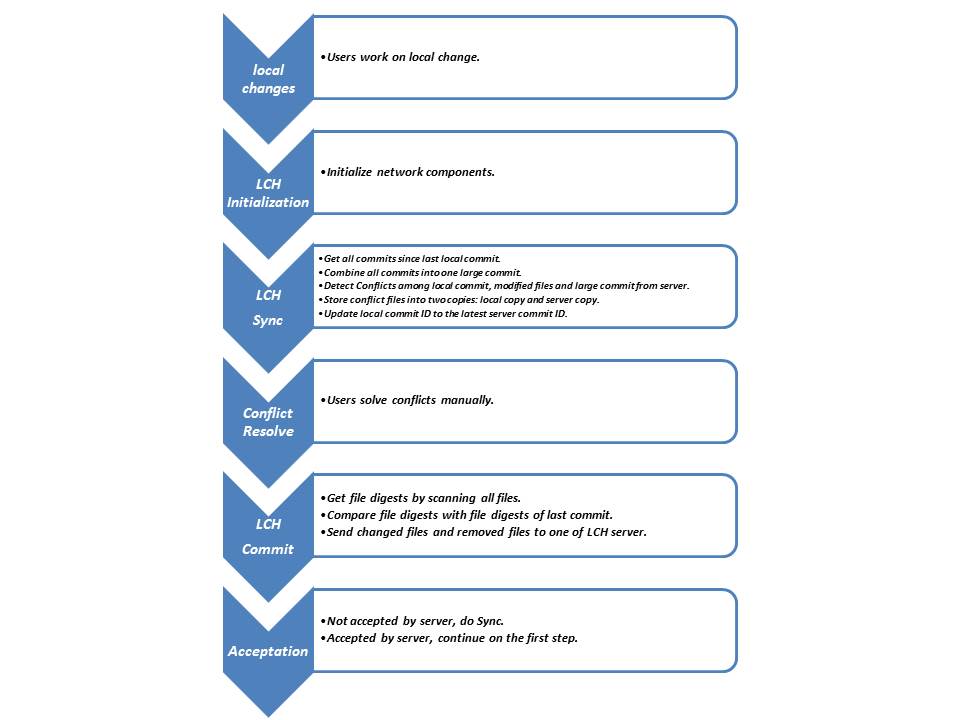 local
changes
•Users work on local change.
LCH
Initialization
•Initialize network components.
LCH
Sync
•Get all commits since last local commit.
•Combine all commits into one large commit.
•Detect Conflicts among local commit, modified files and large commit from server.
•Store conflict files into two copies: local copy and server copy.
•Update local commit ID to the latest server commit ID.
Conflict
Resolve
•Users solve conflicts manually.
LCH
Commit
•Get file digests by scanning all files.
•Compare file digests with file digests of last commit.
•Send changed files and removed files to one of LCH server.
Acceptation
•Not accepted by server, do Sync.
•Accepted by server, continue on the first step.